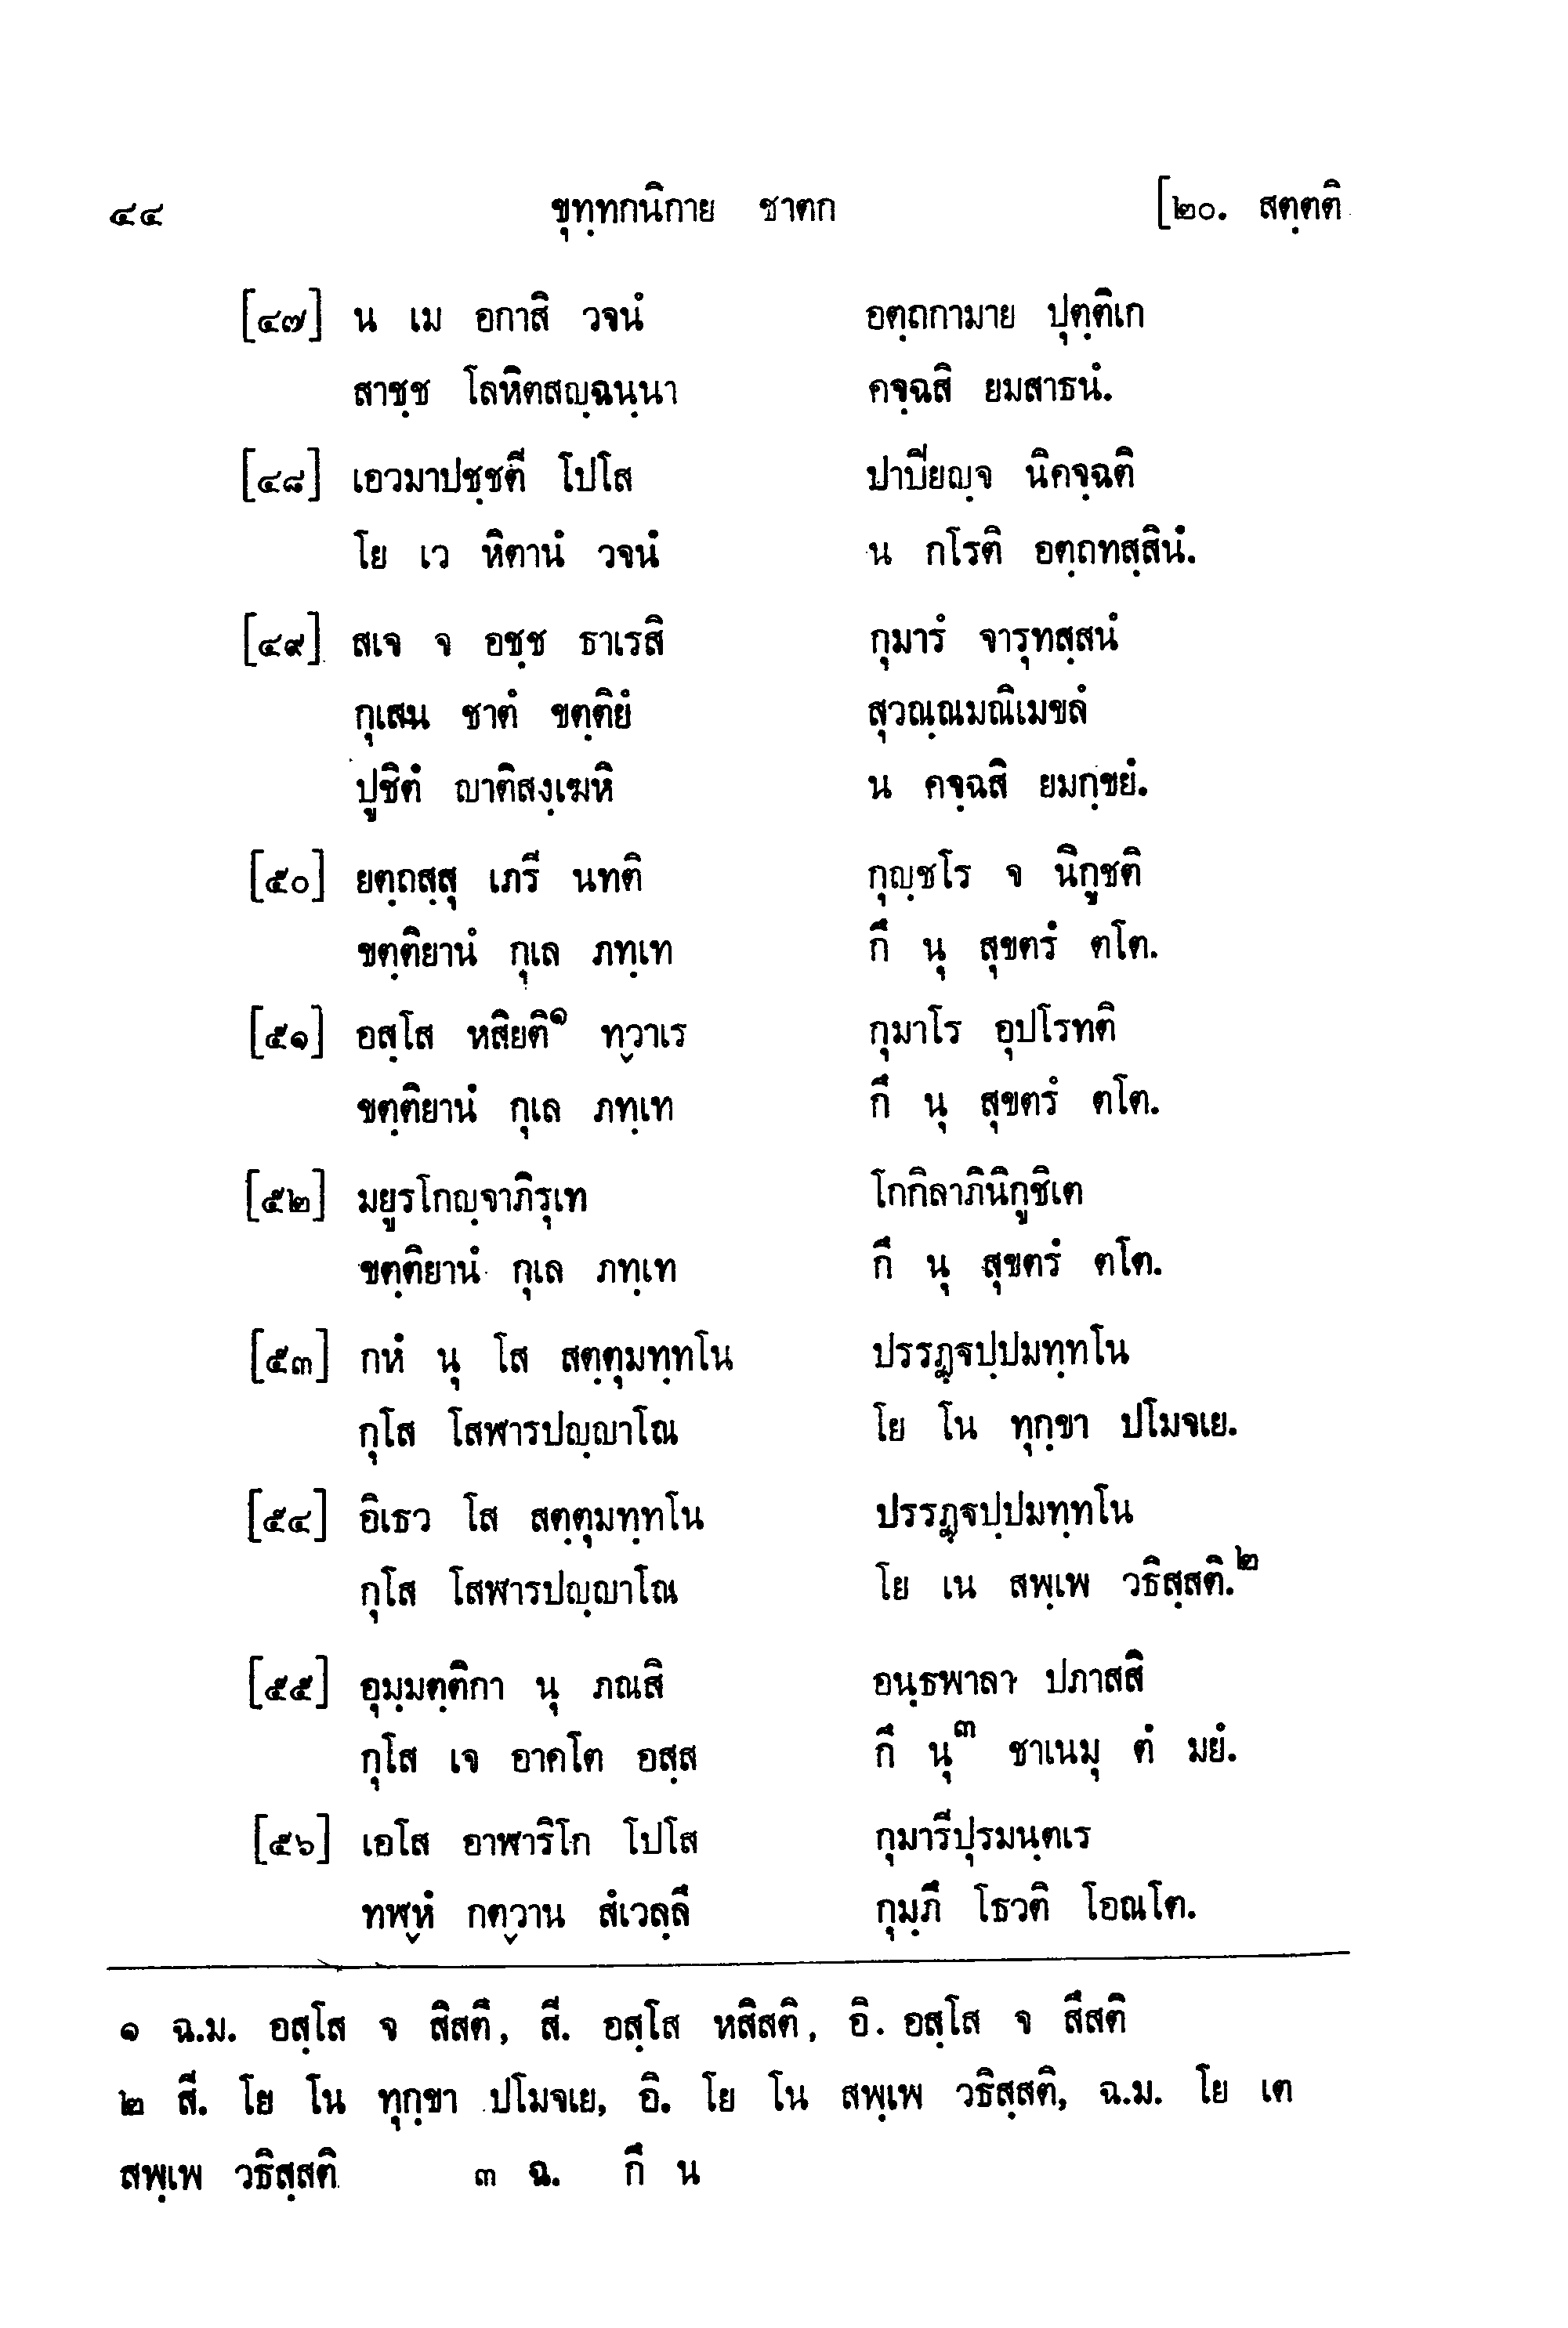 ๔๔ ขุทฺทกนิกาย ชาตก [๒๐. สตฺตติ
[๔๗] น เม อกาสิ วจนํ อตฺถกามาย ปุตฺติเก
สาชฺช โลหิตสญฺฉนฺนา คจฺฉสิ ยมสาธนํ.
[๔๘] เอวมาปชฺชตี โปโส ปาปิยญฺจ นิคจฺฉติ
โย เว หิตานํ วจนํ น กโรติ อตฺถทสฺสินํ.
[๔๙] สเจ จ อชฺช ธาเรสิ กุมารํ จารุทสฺสนํ
กุเสน ชาตํ ขตฺติยํ สุวณฺณมณิเมขลํ
ปูชิตํ ญาติสงฺเฆหิ น คจฺฉสิ ยมกฺขยํ.
[๕๐] ยตฺถสฺสุ เภรี นทติ กุญฺชโร จ นิกูชติ
ขตฺติยานํ กุเล ภทฺเท กึ นุ สุขตรํ ตโต.
[๕๑] อสฺโส หสิยติ๑ ทฺวาเร กุมาโร อุปโรทติ
ขตฺติยานํ กุเล ภทฺเท กึ นุ สุขตรํ ตโต.
[๕๒] มยูรโกญฺจาภิรุเท โกกิลาภินิกูชิเต
ขตฺติยานํ กุเล ภทฺเท กึ นุ สุขตรํ ตโต.
[๕๓] กหํ นุ โส สตฺตุมทฺทโน ปรรฏฺฐปฺปมทฺทโน
กุโส โสฬารปญฺญาโณ โย โน ทุกฺขา ปโมจเย.
[๕๔] อิเธว โส สตฺตุมทฺทโน ปรรฏฺฐปฺปมทฺทโน
กุโส โสฬารปญฺญาโณ โย เน สพฺเพ วธิสฺสติ.๒
[๕๕] อุมฺมตฺติกา นุ ภณสิ อนฺธพาลา ปภาสสิ
กุโส เจ อาคโต อสฺส กึ นุ๓ ชาเนมุ ตํ มยํ.
[๕๖] เอโส อาฬาริโก โปโส กุมารีปุรมนฺตเร
ทฬฺหํ กตฺวาน สํเวลฺลึ กุมฺภึ โธวติ โอณโต.
๑ ฉ.ม. อสฺโส จ สิสตี, สี. อสฺโส หสิสติ, อิ. อสฺโส จ สึสติ
๒ สี. โย โน ทุกฺขา ปโมจเย, อิ. โย โน สพฺเพ วธิสฺสติ, ฉ.ม. โย เต
สพฺเพ วธิสฺสติ ๓ ฉ. กึ น